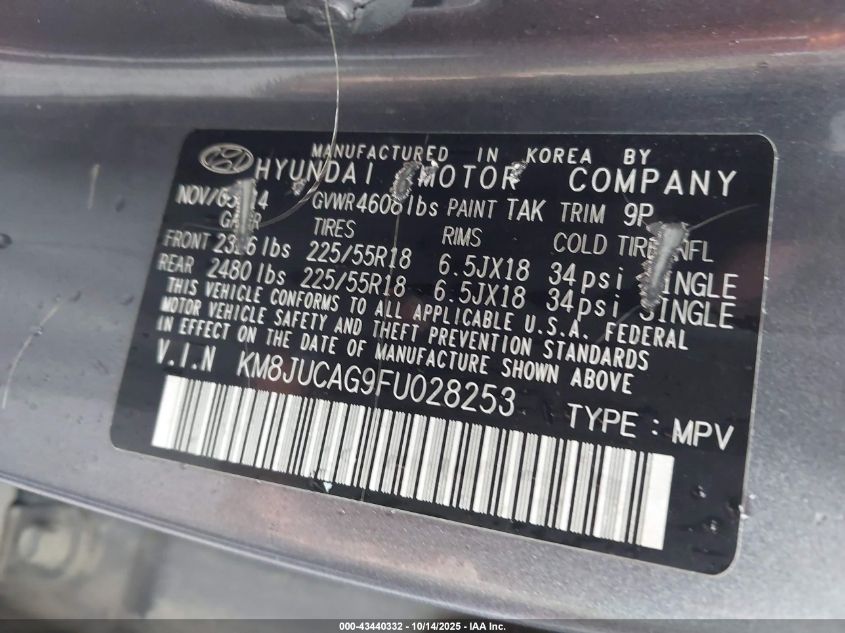 MANUFACTURED IN KOREA BY
HYUNDAI MOTOR COMPANY
GVWR 4608 lbs PAINT TAK TRIM 9P
TIRES RIMS COLD
FRONT lbs 225/55R18 6.5JX18 34psi SINGLE
REAR 2480 lbs 225/55R18 6.5JX18 34psi SINGLE
THIS VEHICLE CONFORMS TO ALL APPLICABLE U.S.A. FEDERAL
MOTOR VEHICLE SAFETY AND THEFT PREVENTION STANDARDS
IN EFFECT ON THE DATE OF MANUFACTURE SHOWN ABOVE
V.I.N KM8JUCAG9FU028253
TYPE : MPV
000-43440332 - 10/14/2025 - IAA Inc.